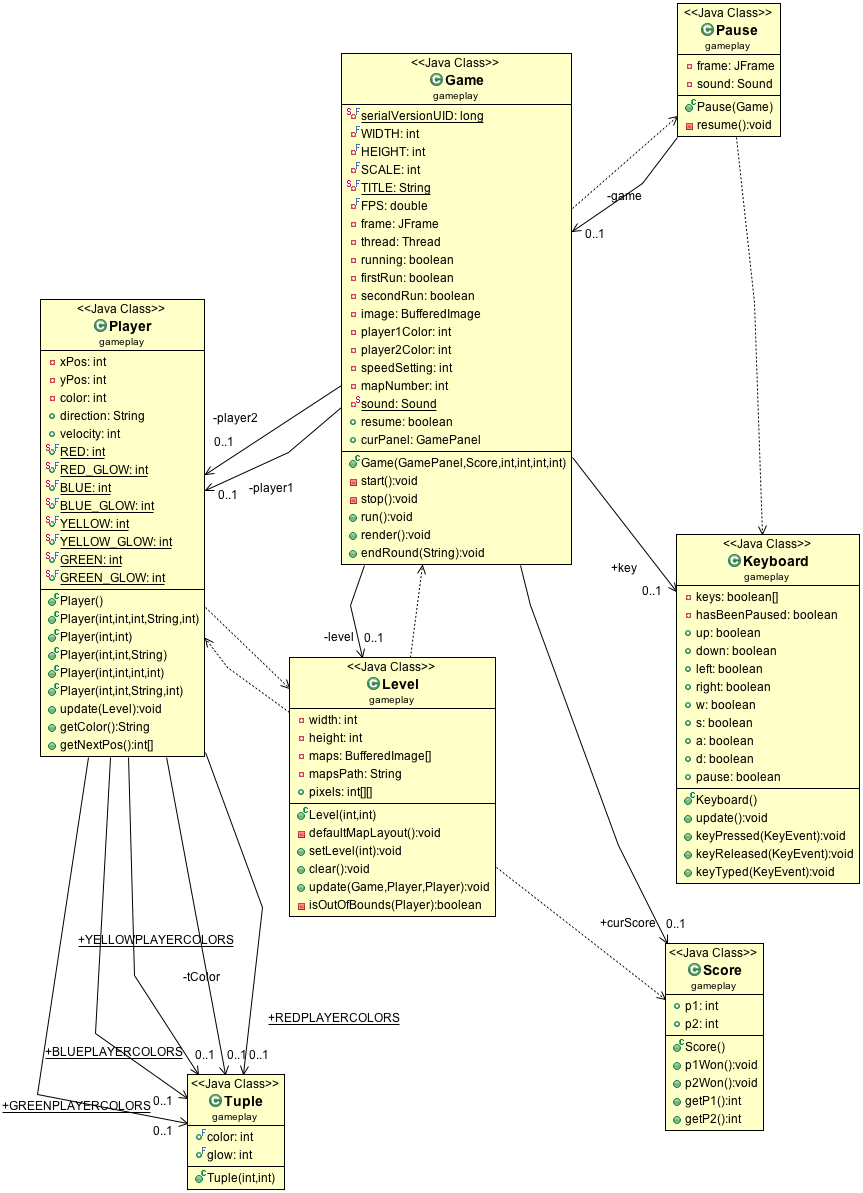 <<Java Class>>
Pause
gameplay
frame: JFrame
sound: Sound
Pause(Game)
resume():void
<<Java Class>>
Game
gameplay
serialVersionUID: long
WIDTH: int
HEIGHT: int
SCALE: int
TITLE: String
FPS: double
frame: JFrame
thread: Thread
running: boolean
firstRun: boolean
secondRun: boolean
image: BufferedImage
player1Color: int
player2Color: int
speedSetting: int
mapNumber: int
sound: Sound
resume: boolean
curPanel: GamePanel
Game(GamePanel,Score,int,int,int,int)
start():void
stop():void
run():void
render():void
endRound(String):void
-game
0..1
<<Java Class>>
Player
gameplay
xPos: int
yPos: int
color: int
direction: String
velocity: int
RED: int
RED_GLOW: int
BLUE: int
BLUE_GLOW: int
YELLOW: int
YELLOW_GLOW: int
GREEN: int
GREEN_GLOW: int
Player()
Player(int,int,int,String,int)
Player(int,int)
Player(int,int,String)
Player(int,int,int,int)
Player(int,int,String,int)
update(Level):void
getColor():String
getNextPos():int[]
-player2
0..1
-player1
0..1
+key
0..1
<<Java Class>>
Keyboard
gameplay
keys: boolean[]
hasBeenPaused: boolean
up: boolean
down: boolean
left: boolean
right: boolean
w: boolean
s: boolean
a: boolean
d: boolean
pause: boolean
Keyboard()
update():void
keyPressed(KeyEvent):void
keyReleased(KeyEvent):void
keyTyped(KeyEvent):void
-level
0..1
<<Java Class>>
Level
gameplay
width: int
height: int
maps: BufferedImage[]
mapsPath: String
pixels: int[][]
Level(int,int)
defaultMapLayout():void
setLevel(int):void
clear():void
update(Game,Player,Player):void
isOutOfBounds(Player):boolean
+curScore
0..1
<<Java Class>>
Score
gameplay
p1: int
p2: int
Score()
p1Won():void
p2Won():void
getP1():int
getP2():int
+YELLOWPLAYERCOLORS
0..1
-tColor
0..1
+REDPLAYERCOLORS
0..1
+BLUEPLAYERCOLORS
0..1
+GREENPLAYERCOLORS
0..1
<<Java Class>>
Tuple
gameplay
color: int
glow: int
Tuple(int,int)